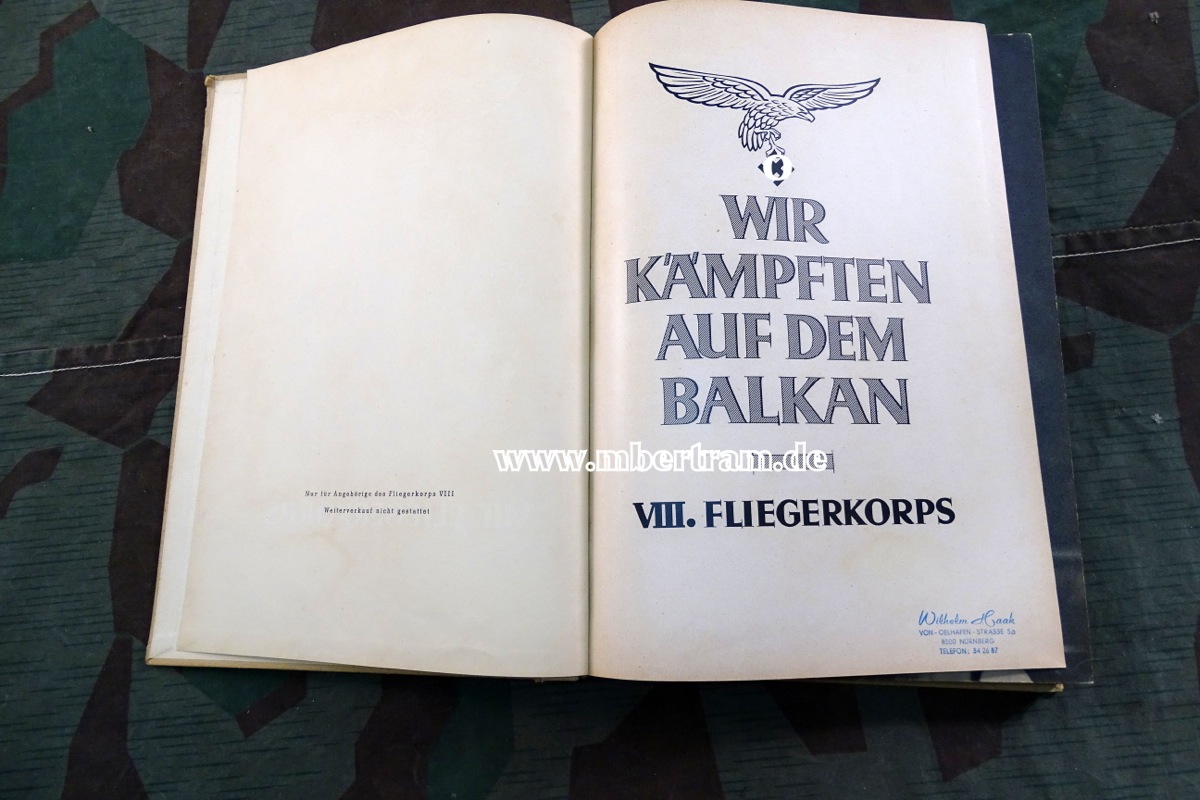 Nur für Angehörige des Fliegerkorps VIII
Weiterverkauf nicht gestattet
WIR
KÄMPFTEN
AUF DEM
BALKAN
www.mbertram.de
VIII. FLIEGERKORPS
Wilhelm Haak
VON-OELHAFEN-STRASSE 5a
8500 NÜRNBERG
TELEFON: 34 26 87